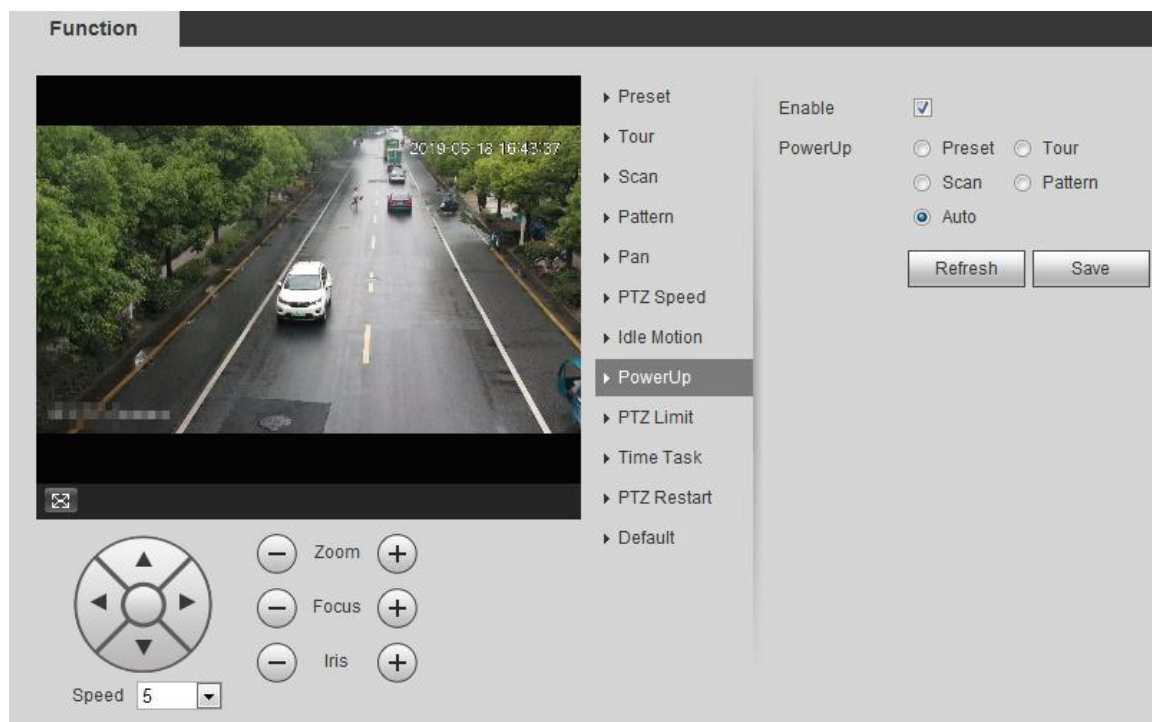 Function
2019-05-18 16:43:37
Preset
Tour
Scan
Pattern
Pan
PTZ Speed
Idle Motion
PowerUp
PTZ Limit
Time Task
PTZ Restart
Default
Enable
PowerUp
Preset Tour
Scan Pattern
Auto
Refresh Save
Zoom
Focus
Iris
Speed 5